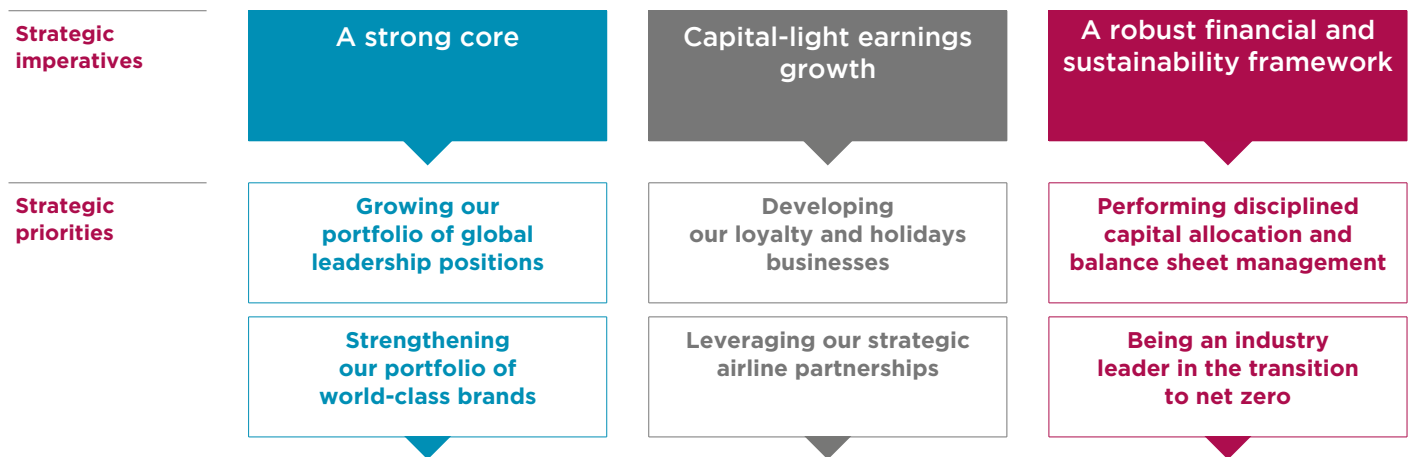 Strategic
imperatives
A strong core
Capital-light earnings
growth
A robust financial and
sustainability framework
Strategic
priorities
Growing our
portfolio of global
leadership positions
Developing
our loyalty and holidays
businesses
Performing disciplined
capital allocation and
balance sheet management
Strengthening
our portfolio of
world-class brands
Leveraging our strategic
airline partnerships
Being an industry
leader in the transition
to net zero